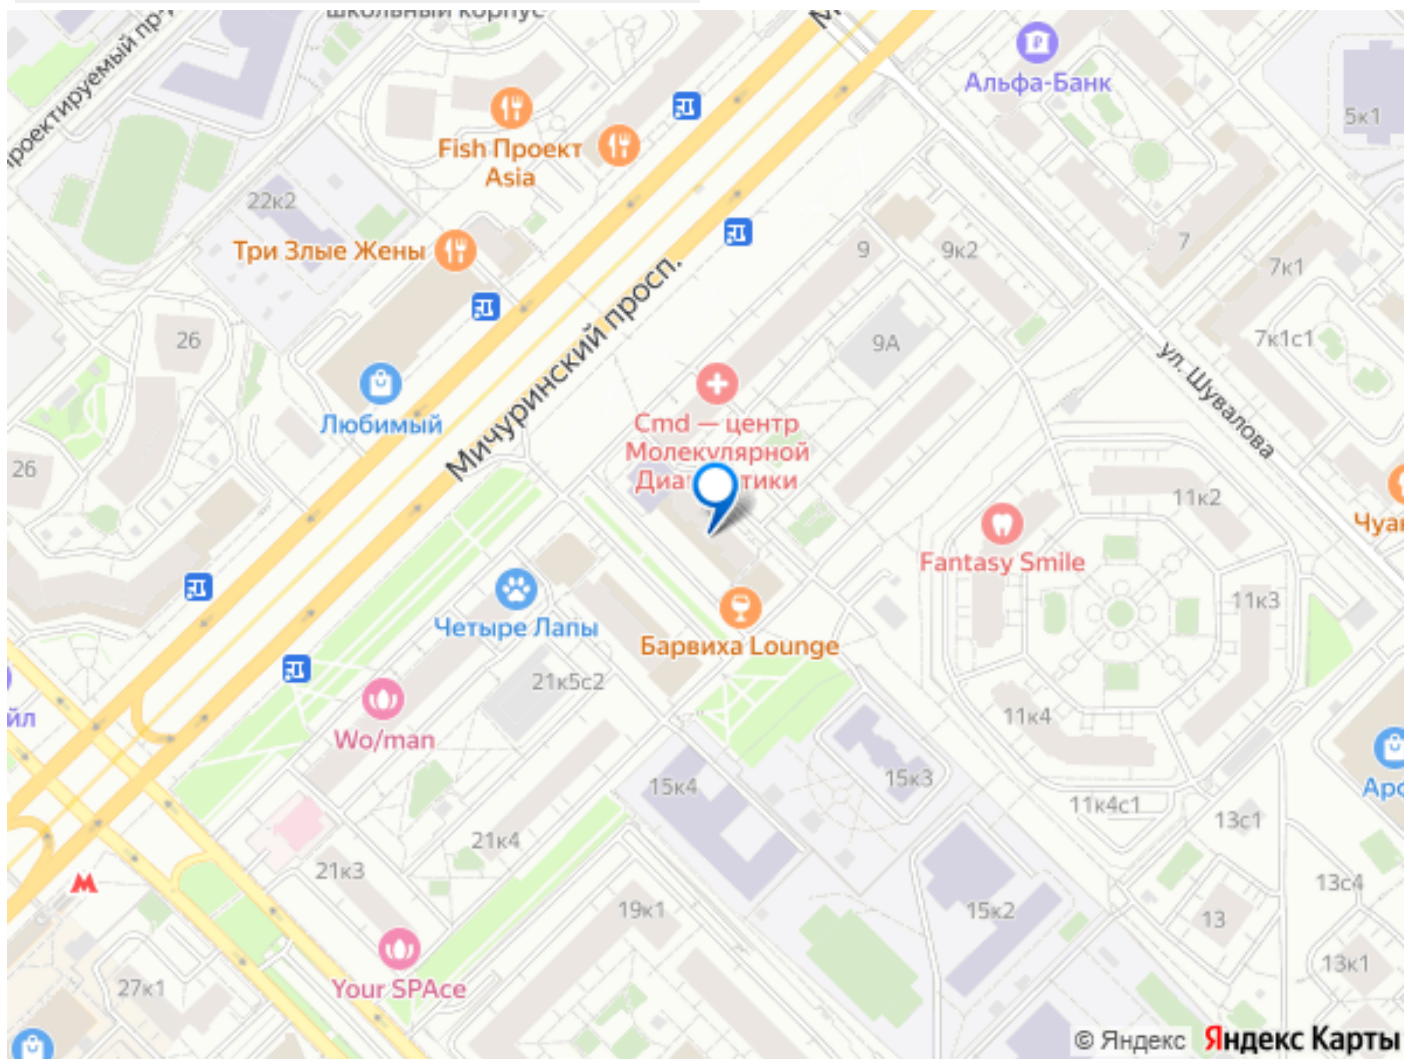 школьный корпус
Альфа-Банк
5к1
Fish Проект
Asia
22к2
Три Злые Жены
9
9к2
7
7к1
26
9А
7к1с1
ул. Шувалова
Мичуринский просп.
Любимый
Cmd — центр
Молекулярной
26
11к2
Fantasy Smile
11к3
Четыре Лапы
Барвиха Lounge
21к5с2
11к4
Wo/man
15к4
15к3
11к4с1
13с1
21к4
21к3
13с4
19к1
15к2
13
13к1
Your SPAce
27к1
© Яндекс Яндекс Карты